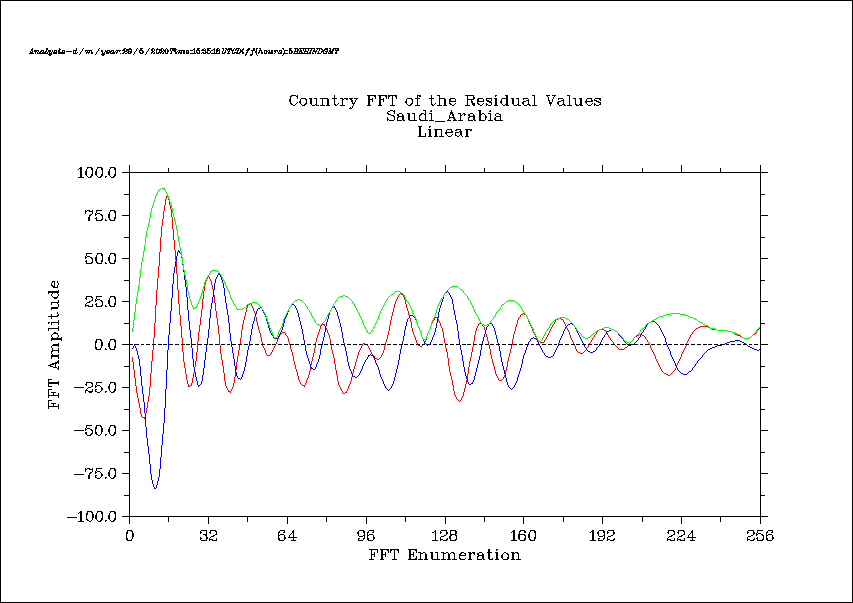 Country FFT of the Residual Values
Saudi_Arabia
Linear
100.0
75.0
50.0
25.0
0.0
−25.0
−50.0
−75.0
−100.0
FFT Amplitude
0 32 64 96 128 160 192 224 256
FFT Enumeration